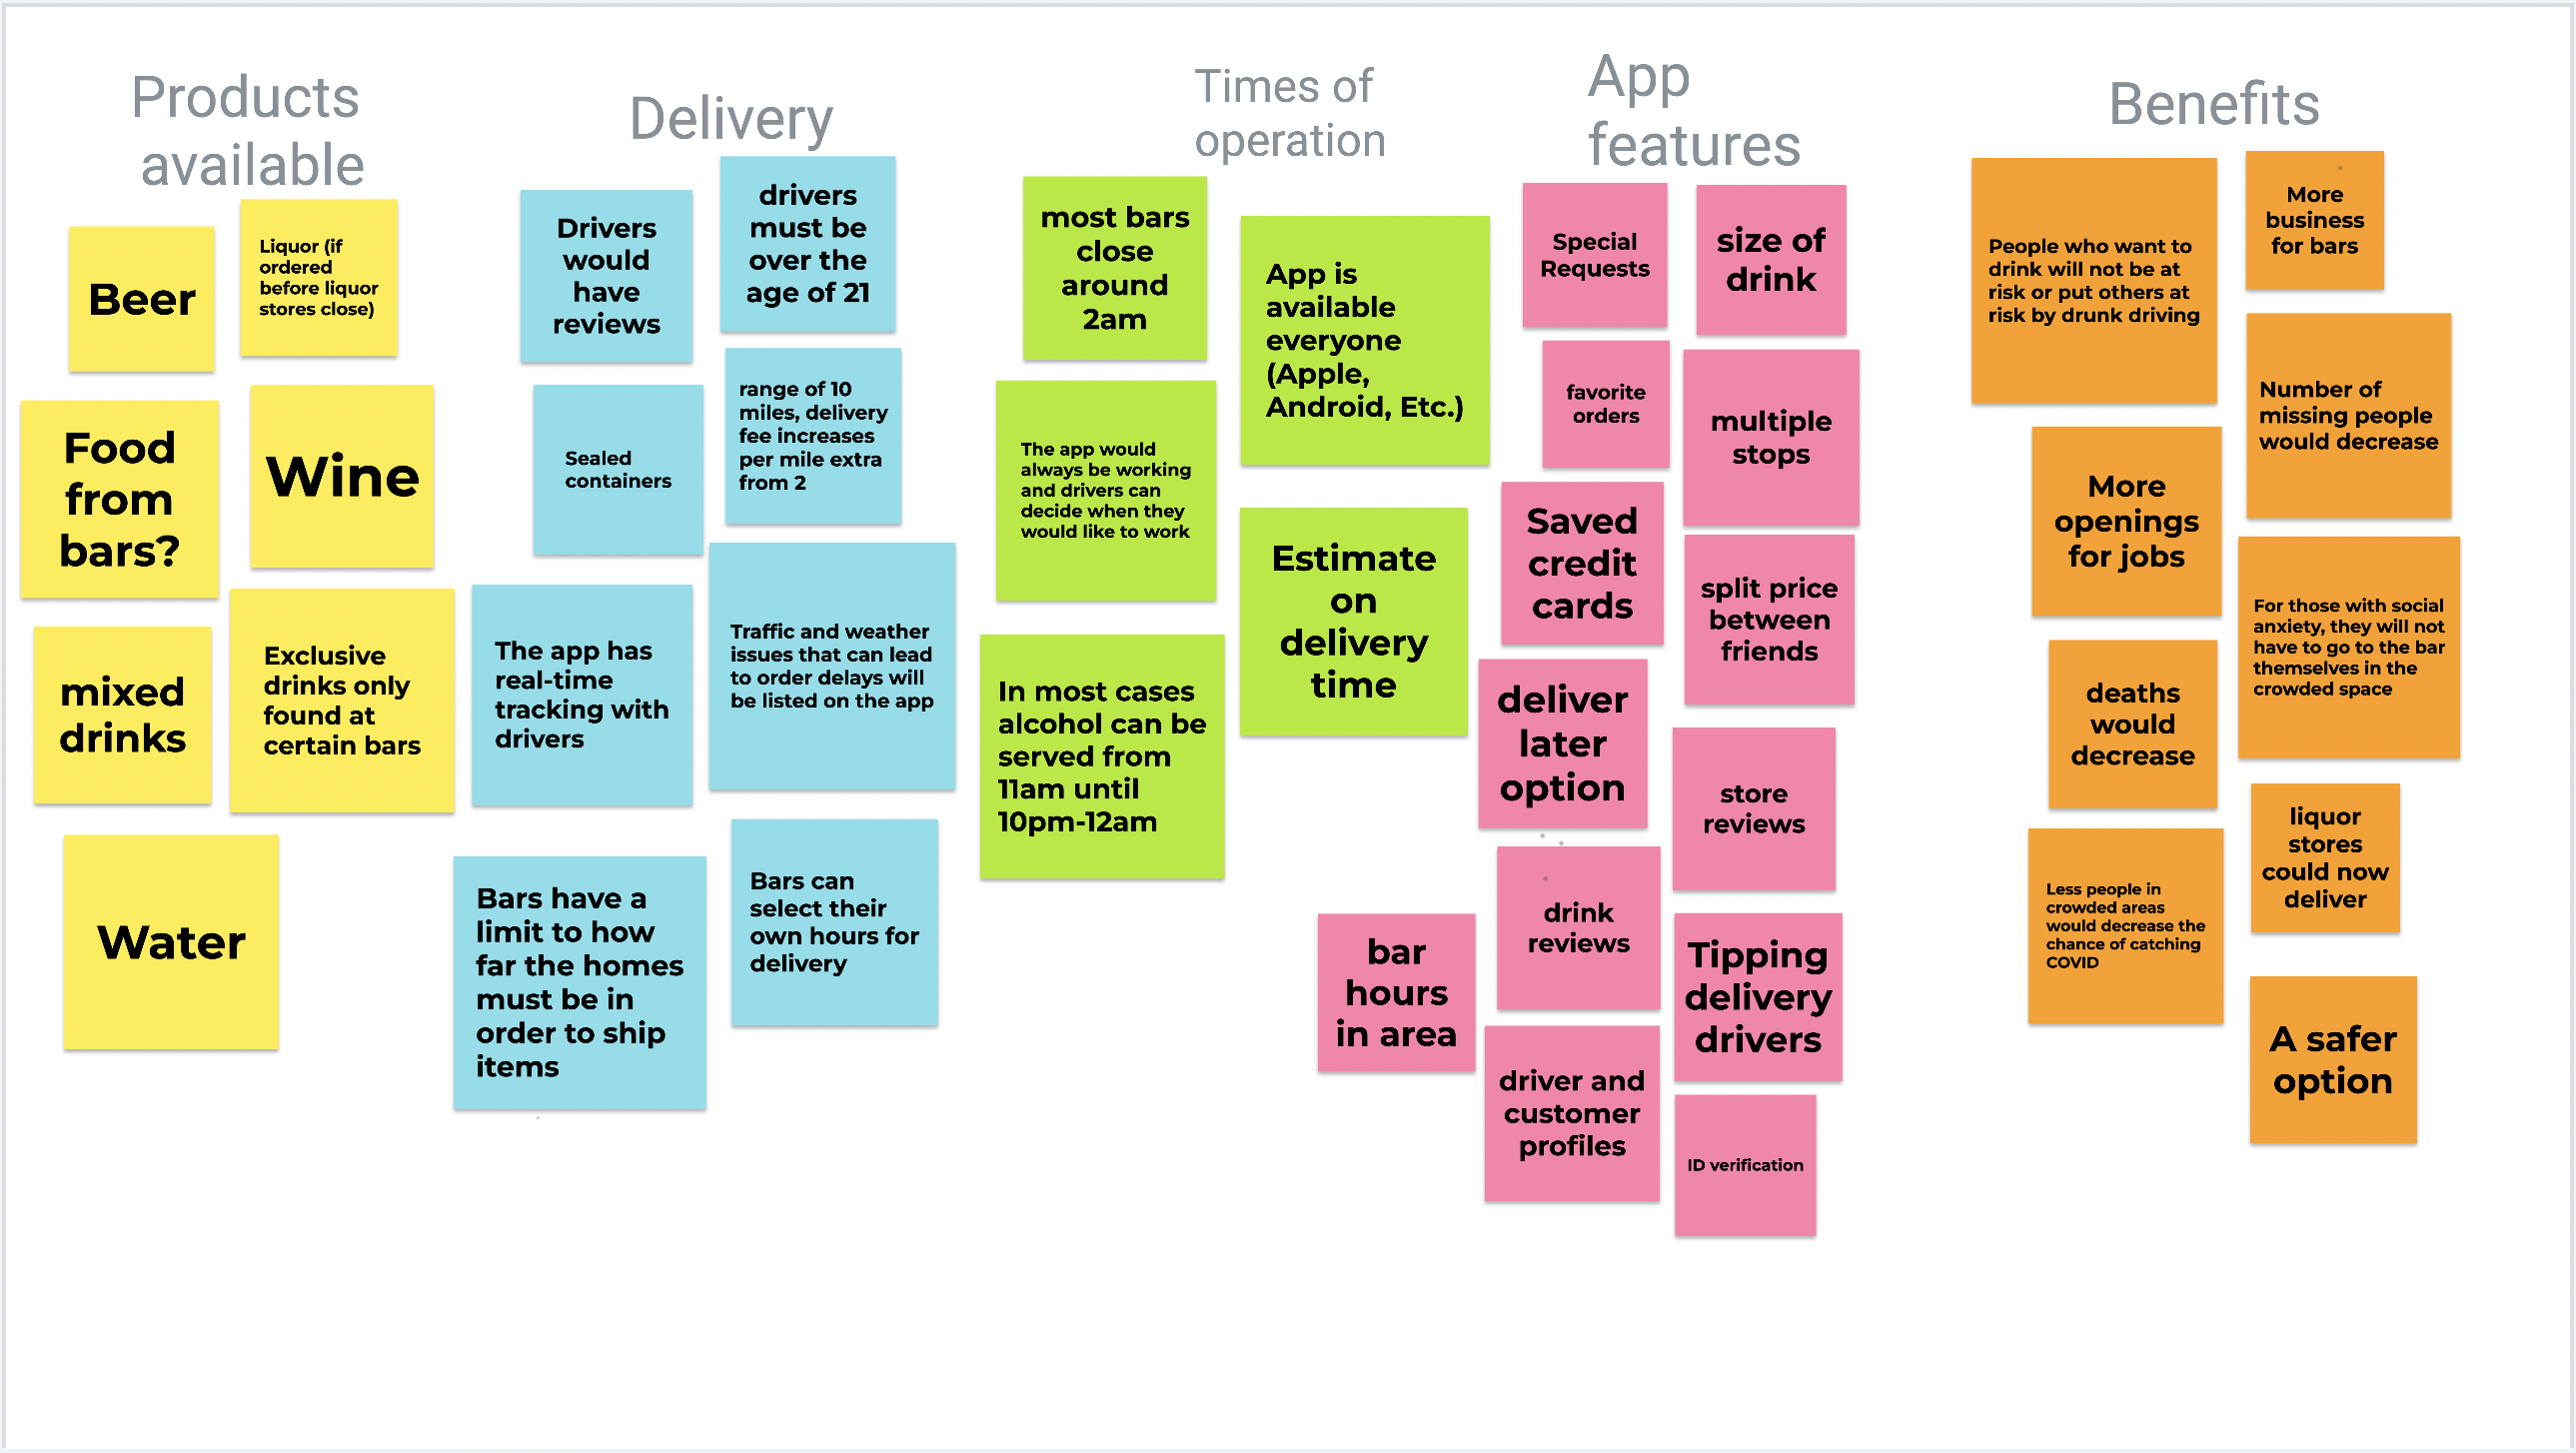 Products
available
Beer
Liquor (if
ordered
before liquor
stores close)
Food
from
bars?
Wine
mixed
drinks
Exclusive
drinks only
found at
certain bars
Water
Delivery
Drivers
would
have
reviews
drivers
must be
over the
age of 21
Sealed
containers
range of 10
miles, delivery
fee increases
per mile extra
from 2
The app has
real-time
tracking with
drivers
Traffic and weather
issues that can lead
to order delays will
be listed on the app
Bars have a
limit to how
far the homes
must be in
order to ship
items
Bars can
select their
own hours for
delivery
Times of
operation
most bars
close
around
2am
App is
available
everyone
(Apple,
Android, Etc.)
The app would
always be working
and drivers can
decide when they
would like to work
Estimate
on
delivery
time
In most cases
alcohol can be
served from
11am until
10pm-12am
App
features
Special
Requests
size of
drink
favorite
orders
multiple
stops
Saved
credit
cards
split price
between
friends
deliver
later
option
store
reviews
drink
reviews
bar
hours
in area
Tipping
delivery
drivers
driver and
customer
profiles
ID verification
Benefits
People who want to
drink will not be at
risk or put others at
risk by drunk driving
More
business
for bars
Number of
missing people
would decrease
More
openings
for jobs
For those with social
anxiety, they will not
have to go to the bar
themselves in the
crowded space
deaths
would
decrease
liquor
stores
could now
deliver
Less people in
crowded areas
would decrease the
chance of catching
COVID
A safer
option